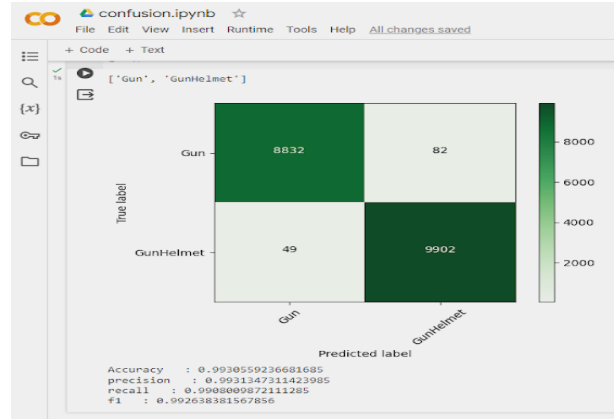 CO confusion.ipynb
File Edit View Insert Runtime Tools Help All changes saved
+ Code + Text
1s
['Gun', 'GunHelmet']
{x}
True label
Gun
8832
82
GunHelmet
49
9902
8000
6000
4000
2000
Gun
GunHelmet
Predicted label
Accuracy : 0.9930559236681685
precision : 0.9931347311423985
recall : 0.9908009872111285
f1 : 0.992638381567856